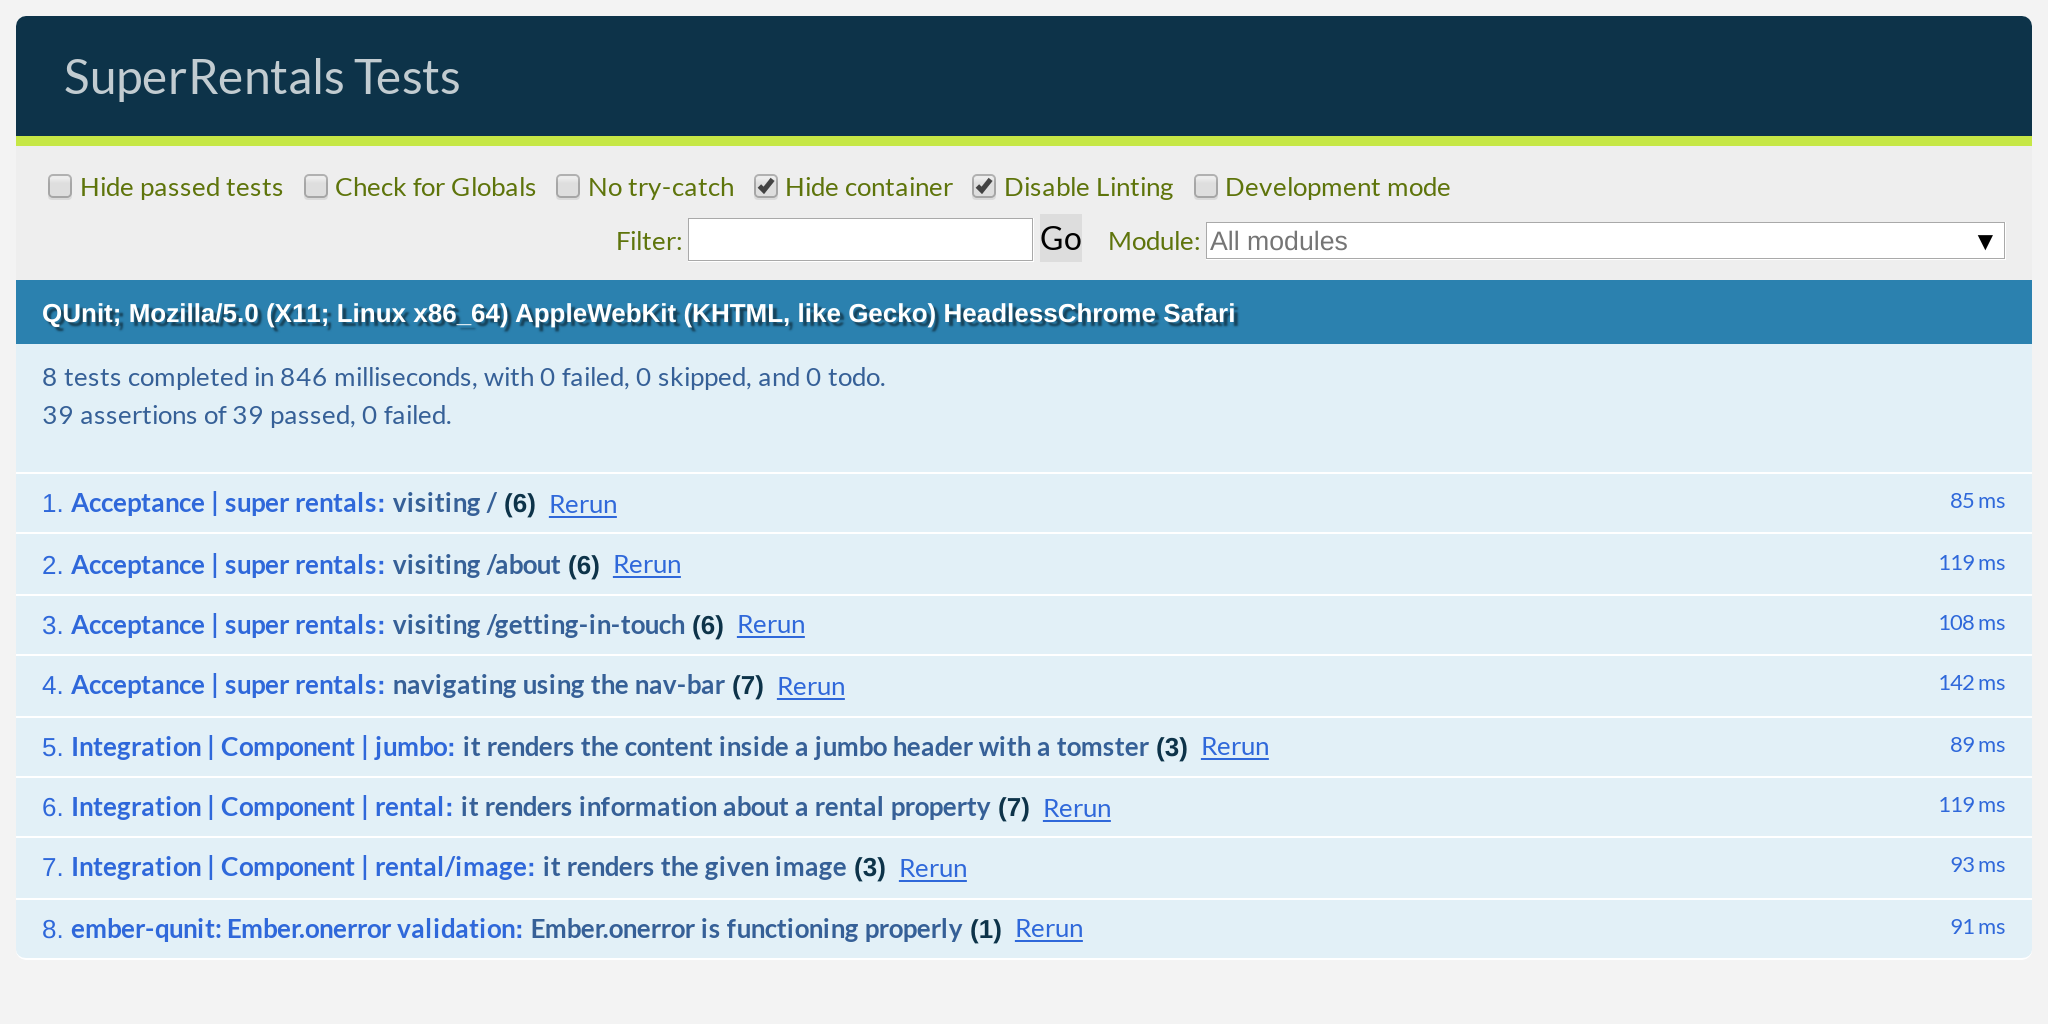 SuperRentals Tests
Hide passed tests Check for Globals No try-catch Hide container Disable Linting Development mode
Filter: Go Module: All modules ▼
QUnit; Mozilla/5.0 (X11; Linux x86_64) AppleWebKit (KHTML, like Gecko) HeadlessChrome Safari
8 tests completed in 846 milliseconds, with 0 failed, 0 skipped, and 0 todo.
39 assertions of 39 passed, 0 failed.
1. Acceptance | super rentals: visiting / (6) Rerun 85 ms
2. Acceptance | super rentals: visiting /about (6) Rerun 119 ms
3. Acceptance | super rentals: visiting /getting-in-touch (6) Rerun 108 ms
4. Acceptance | super rentals: navigating using the nav-bar (7) Rerun 142 ms
5. Integration | Component | jumbo: it renders the content inside a jumbo header with a tomster (3) Rerun 89 ms
6. Integration | Component | rental: it renders information about a rental property (7) Rerun 119 ms
7. Integration | Component | rental/image: it renders the given image (3) Rerun 93 ms
8. ember-qunit: Ember.onerror validation: Ember.onerror is functioning properly (1) Rerun 91 ms